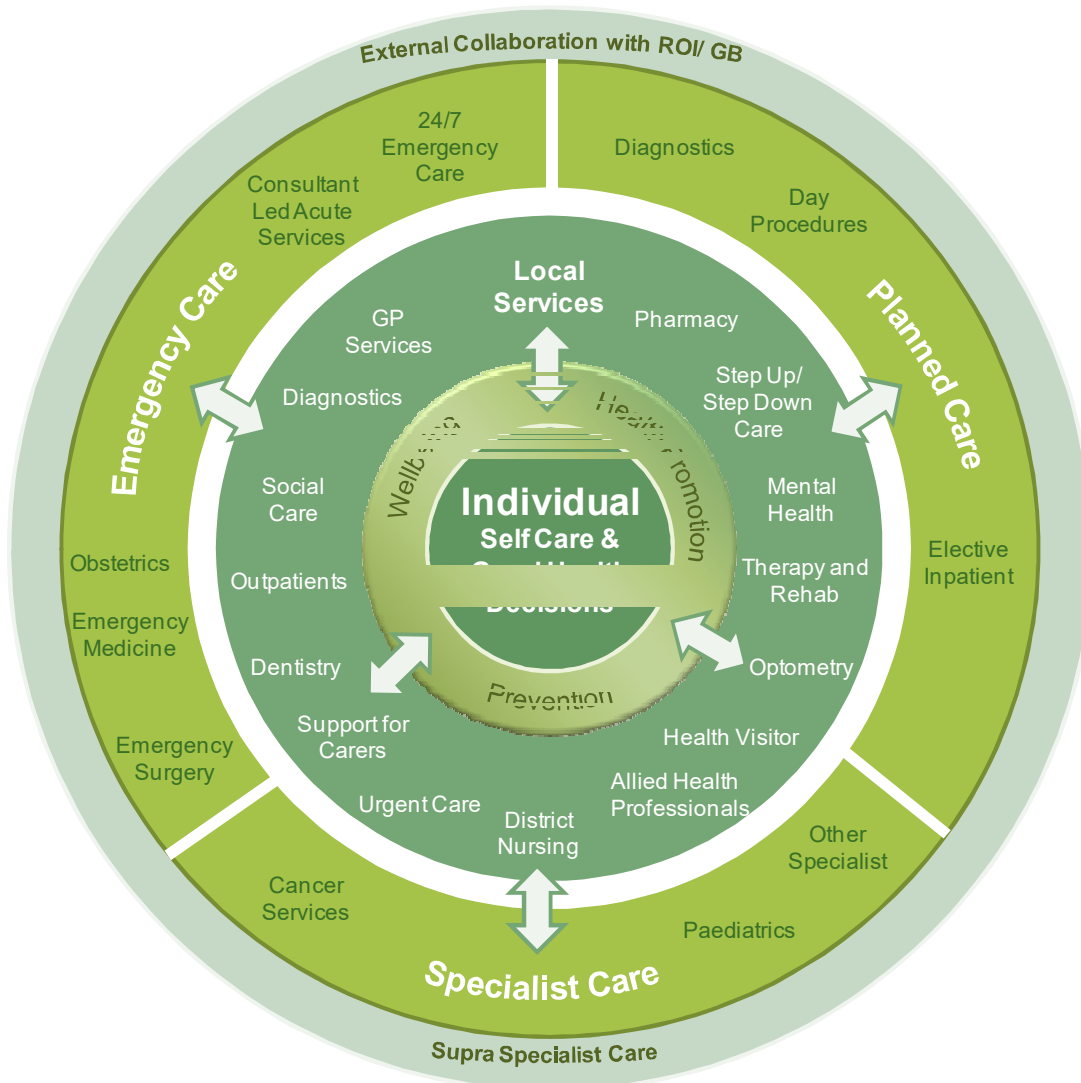 External Collaboration with ROI/ GB
24/7
Emergency
Care
Consultant
Led Acute
Services
Emergency Care
Obstetrics
Emergency
Medicine
Emergency
Surgery
Diagnostics
Day
Procedures
Planned Care
Elective
Inpatient
Other
Specialist
Paediatrics
Cancer
Services
Specialist Care
Supra Specialist Care
Local
Services
GP
Services
Diagnostics
Social
Care
Outpatients
Dentistry
Support for
Carers
Urgent Care
District
Nursing
Pharmacy
Step Up/
Step Down
Care
Mental
Health
Therapy and
Rehab
Optometry
Health Visitor
Allied Health
Professionals
Prevention
Individual
Self Care &
Good Health
Decisions